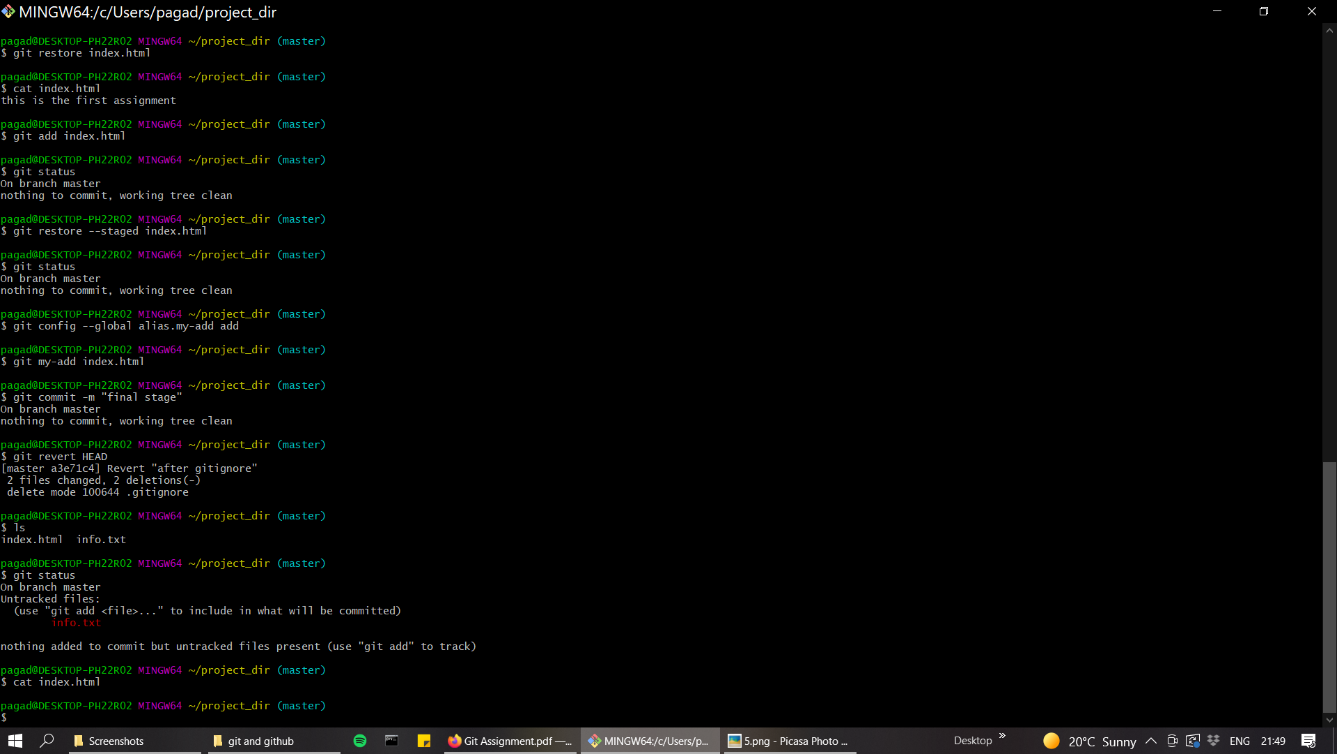 MINGW64:/c/Users/pagad/project_dir
pagad@DESKTOP-PH22RO2 MINGW64 ~/project_dir (master)
$ git restore index.html
pagad@DESKTOP-PH22RO2 MINGW64 ~/project_dir (master)
$ cat index.html
this is the first assignment
pagad@DESKTOP-PH22RO2 MINGW64 ~/project_dir (master)
$ git add index.html
pagad@DESKTOP-PH22RO2 MINGW64 ~/project_dir (master)
$ git status
On branch master
nothing to commit, working tree clean
pagad@DESKTOP-PH22RO2 MINGW64 ~/project_dir (master)
$ git restore --staged index.html
pagad@DESKTOP-PH22RO2 MINGW64 ~/project_dir (master)
$ git status
On branch master
nothing to commit, working tree clean
pagad@DESKTOP-PH22RO2 MINGW64 ~/project_dir (master)
$ git config --global alias.my-add add
pagad@DESKTOP-PH22RO2 MINGW64 ~/project_dir (master)
$ git my-add index.html
pagad@DESKTOP-PH22RO2 MINGW64 ~/project_dir (master)
$ git commit -m "final stage"
On branch master
nothing to commit, working tree clean
pagad@DESKTOP-PH22RO2 MINGW64 ~/project_dir (master)
$ git revert HEAD
[master a3e71c4] Revert "after gitignore"
2 files changed, 2 deletions(-)
delete mode 100644 .gitignore
pagad@DESKTOP-PH22RO2 MINGW64 ~/project_dir (master)
$ ls
index.html  info.txt
pagad@DESKTOP-PH22RO2 MINGW64 ~/project_dir (master)
$ git status
On branch master
Untracked files:
(use "git add <file>..." to include in what will be committed)
info.txt
nothing added to commit but untracked files present (use "git add" to track)
pagad@DESKTOP-PH22RO2 MINGW64 ~/project_dir (master)
$ cat index.html
pagad@DESKTOP-PH22RO2 MINGW64 ~/project_dir (master)
$
Screenshots git and github Git Assignment.pdf —... MINGW64:/c/Users/p... 5.png - Picasa Photo ... Desktop » 20°C Sunny ENG 21:49